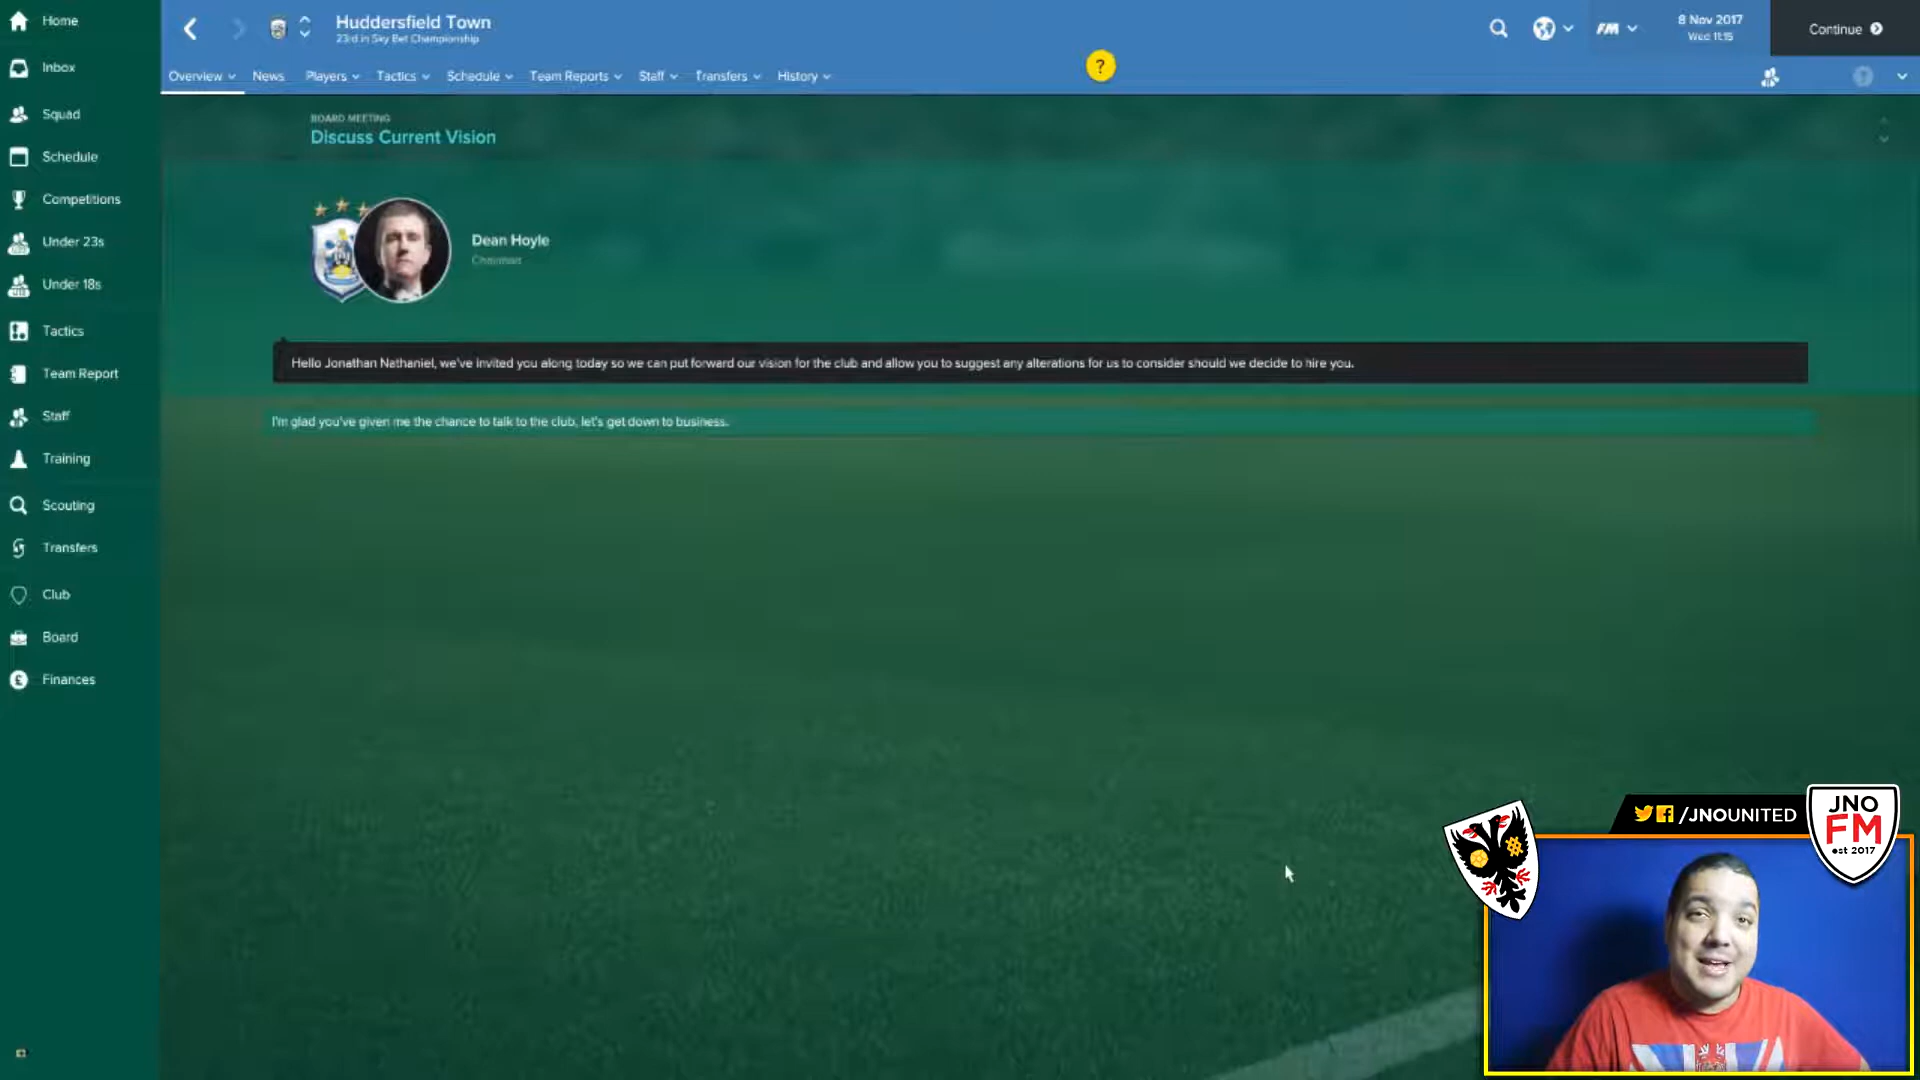 Home
Inbox
Squad
Schedule
Competitions
Under 23s
Under 18s
Tactics
Team Report
Staff
Training
Scouting
Transfers
Club
Board
Finances
Huddersfield Town
23rd in Sky Bet Championship
FM
8 Nov 2017
Wed 11:15
Continue
Overview
News
Players
Tactics
Schedule
Team Reports
Staff
Transfers
History
?
BOARD MEETING
Discuss Current Vision
Dean Hoyle
Chairman
Hello Jonathan Nathaniel, we've invited you along today so we can put forward our vision for the club and allow you to suggest any alterations for us to consider should we decide to hire you.
I'm glad you've given me the chance to talk to the club, let's get down to business.
/JNOUNITED
JNO
FM
est 2017